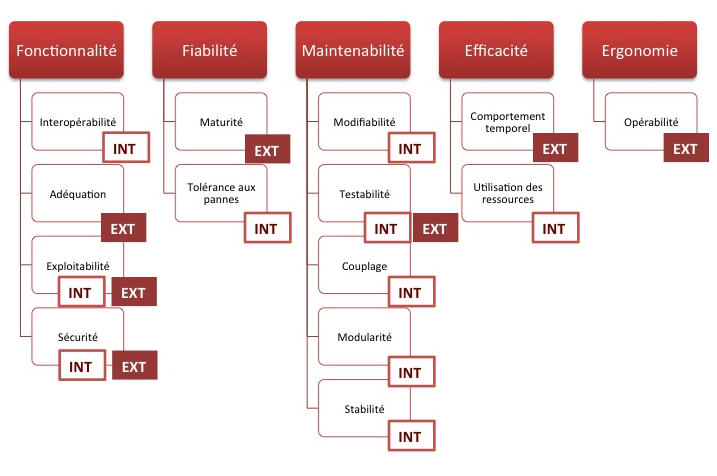 Fonctionnalité
Interopérabilité
INT
Adéquation
EXT
Exploitabilité
INT
EXT
Sécurité
INT
EXT
Fiabilité
Maturité
EXT
Tolérance aux
pannes
INT
Maintenabilité
Modifiabilité
INT
Testabilité
INT
EXT
Couplage
INT
Modularité
INT
Stabilité
INT
Efficacité
Comportement
temporel
EXT
Utilisation des
ressources
INT
Ergonomie
Opérabilité
EXT